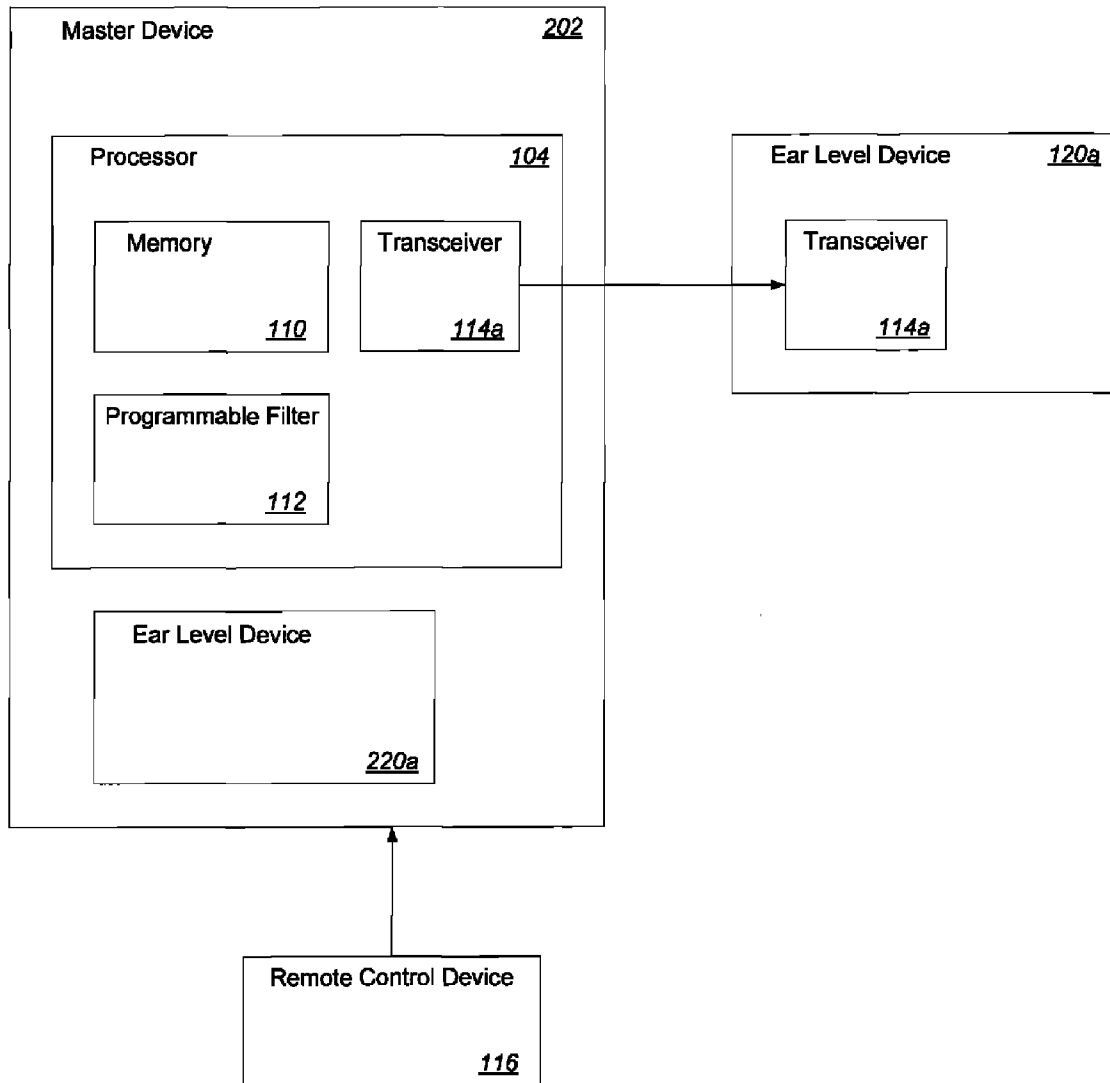 Master Device 202
Processor 104
Ear Level Device 120a
Memory
110
Transceiver
114a
Transceiver
114a
Programmable Filter
112
Ear Level Device
220a
Remote Control Device
116